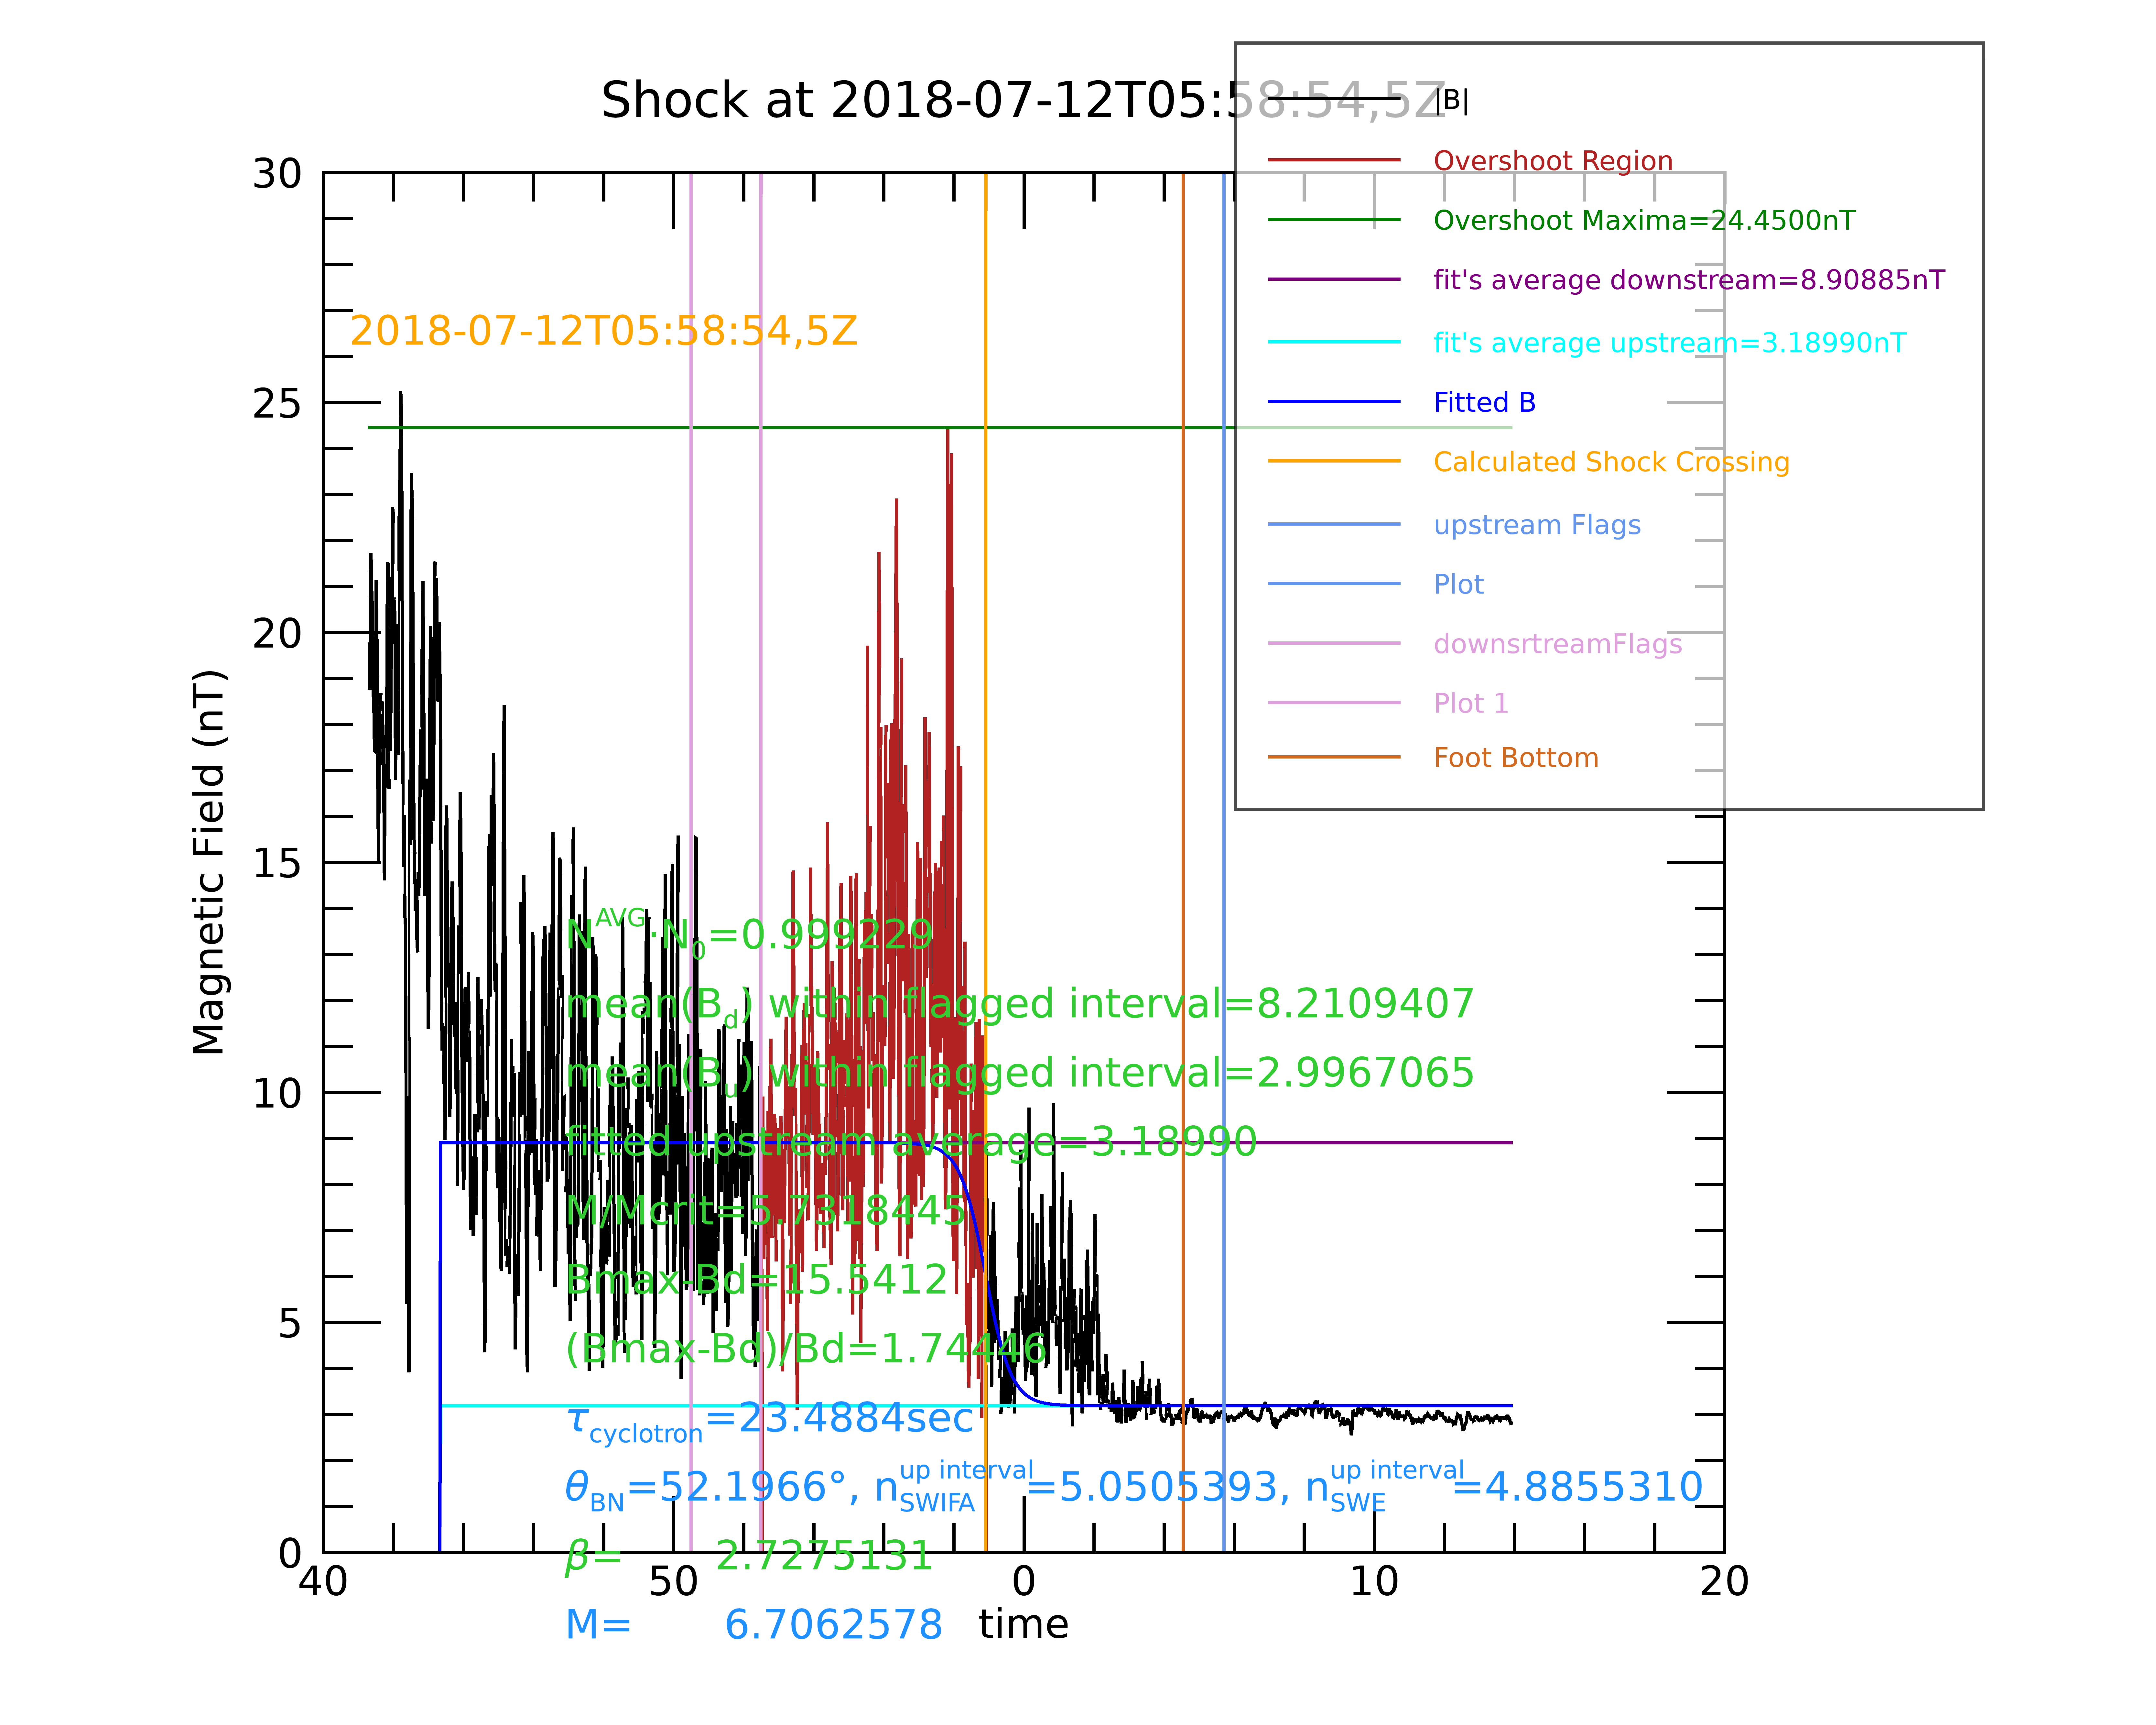 Shock at 2018-07-12T05:58:54,5Z
|B|
Overshoot Region
Overshoot Maxima=24.4500nT
fit's average downstream=8.90885nT
fit's average upstream=3.18990nT
Fitted B
Calculated Shock Crossing
upstream Flags
Plot
downsrtreamFlags
Plot 1
Foot Bottom
2018-07-12T05:58:54,5Z
Magnetic Field (nT)
30
25
20
15
10
5
0
N^AVG·N_0=0.999229
mean(B_d) within flagged interval=8.2109407
mean(B_u) within flagged interval=2.9967065
fitted upstream average=3.18990
M/Mcrit=5.7318445
Bmax-Bd=15.5412
(Bmax-Bd)/Bd=1.74446
τ_cyclotron=23.4884sec
θ_BN=52.1966°, n_SWIFA^up interval=5.0505393, n_SWE^up interval=4.8855310
β= 2.7275131
40 50 0 10 20
M= 6.7062578
time